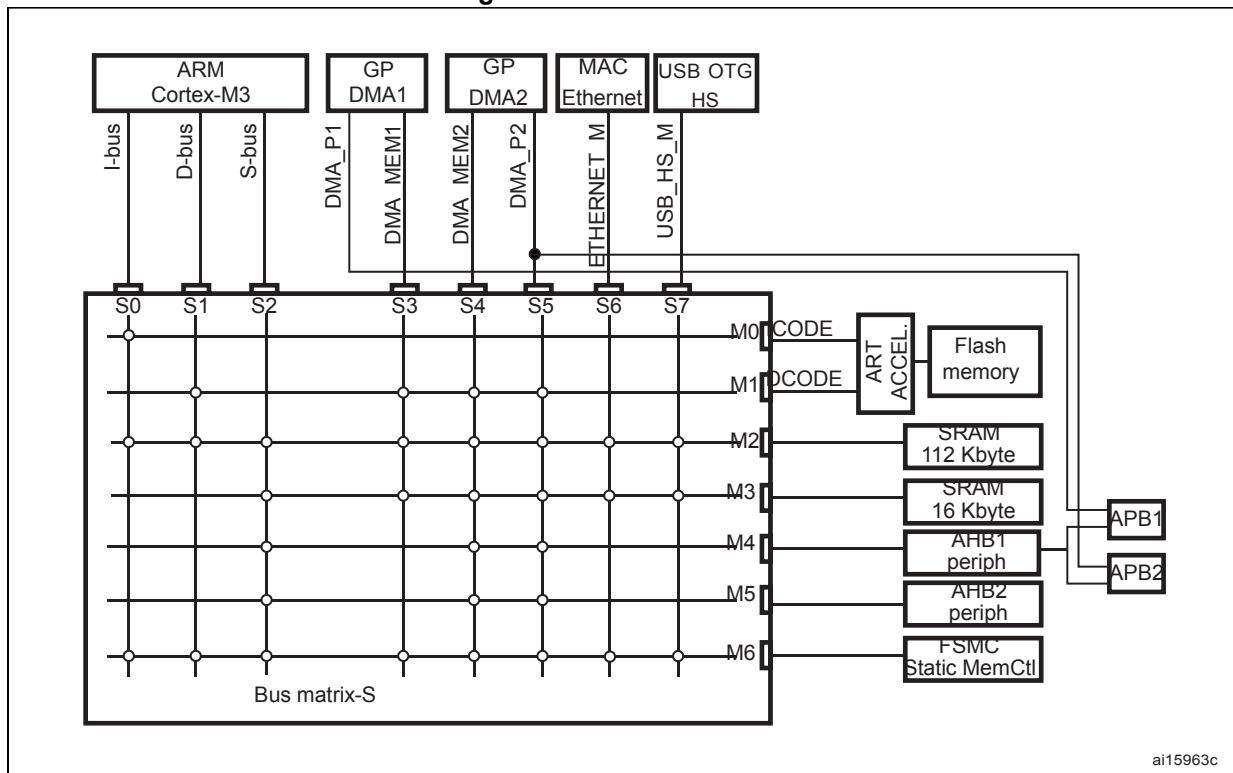 ARM
Cortex-M3
GP
DMA1
GP
DMA2
MAC
Ethernet
USB OTG
HS
I-bus
D-bus
S-bus
DMA_P1
DMA_MEM1
DMA_MEM2
DMA_P2
ETHERNET_M
USB_HS_M
S0 S1 S2 S3 S4 S5 S6 S7
M0 ICODE
M1 DCODE
ART
ACCEL.
Flash
memory
M2
SRAM
112 Kbyte
M3
SRAM
16 Kbyte
M4
AHB1
periph
M5
AHB2
periph
M6
FSMC
Static MemCtl
APB1
APB2
Bus matrix-S
ai15963c